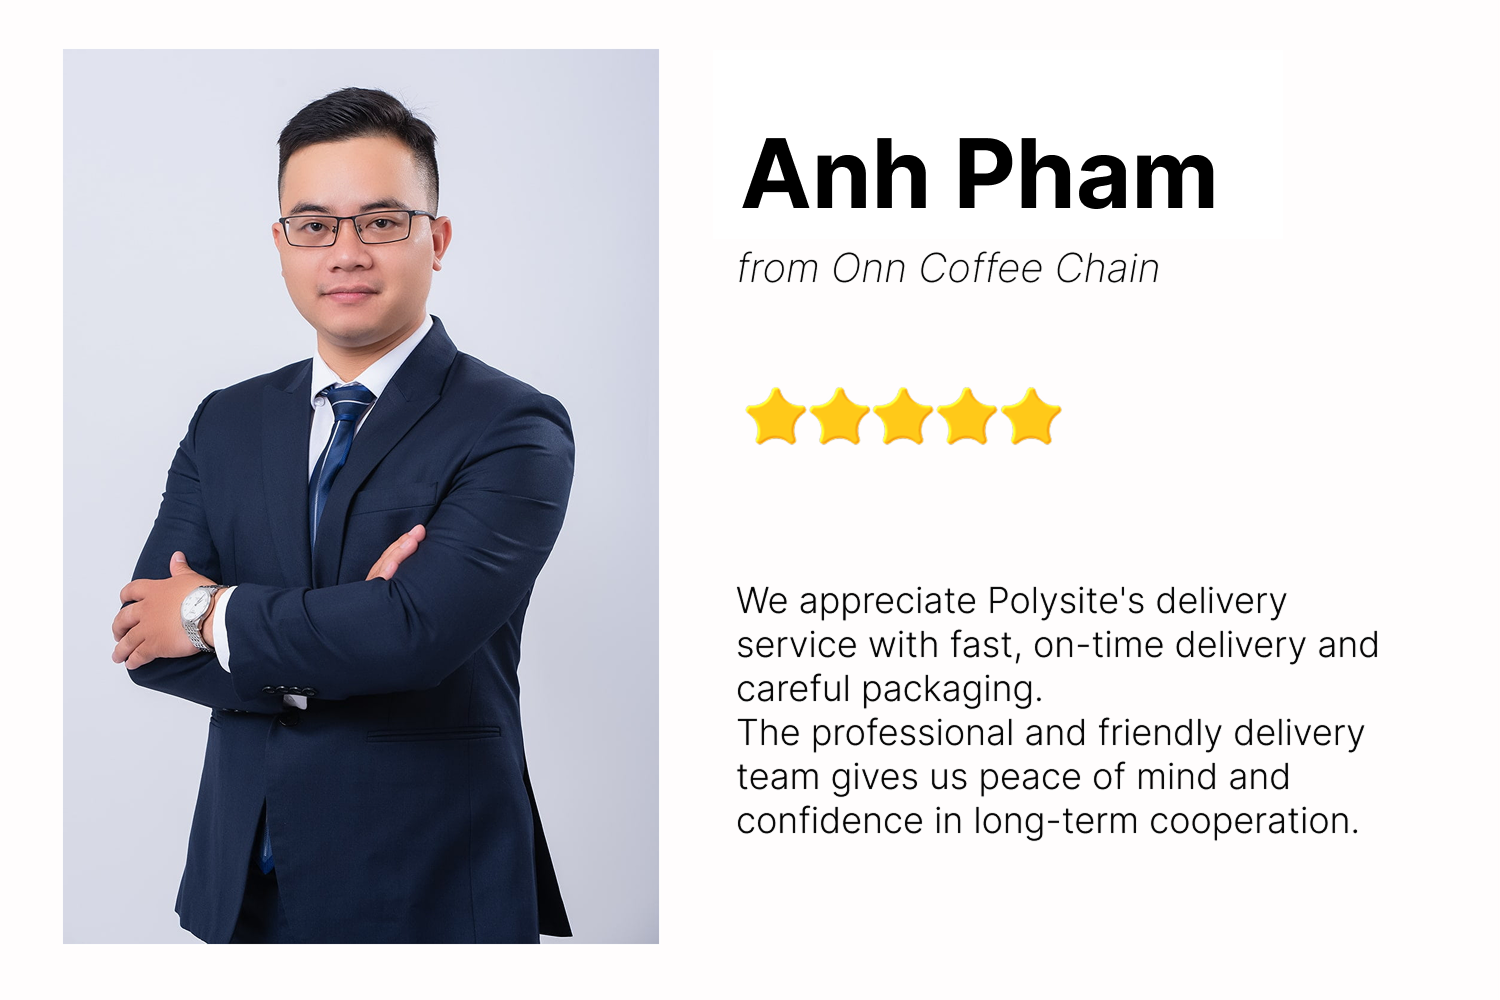 Anh Pham
from Onn Coffee Chain
We appreciate Polysite's delivery
service with fast, on-time delivery and
careful packaging.
The professional and friendly delivery
team gives us peace of mind and
confidence in long-term cooperation.